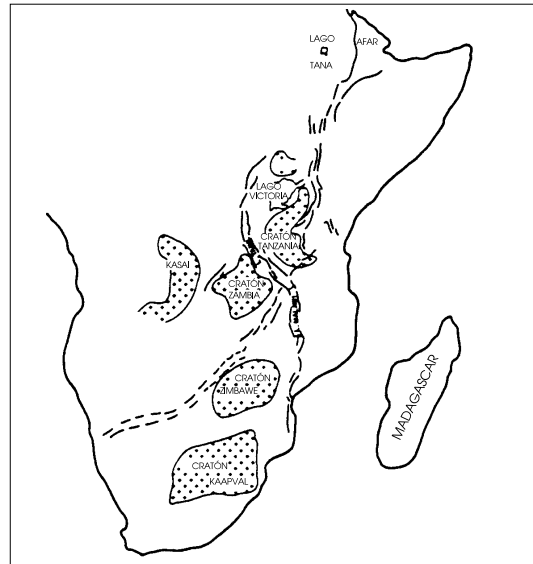 LAGO
TANA
AFAR
LAGO
VICTORIA
CRATÓN
TANZANIA
KASAI
CRATÓN
ZAMBIA
CRATÓN
ZIMBAWE
CRATÓN
KAAPVAL
MADAGASCAR